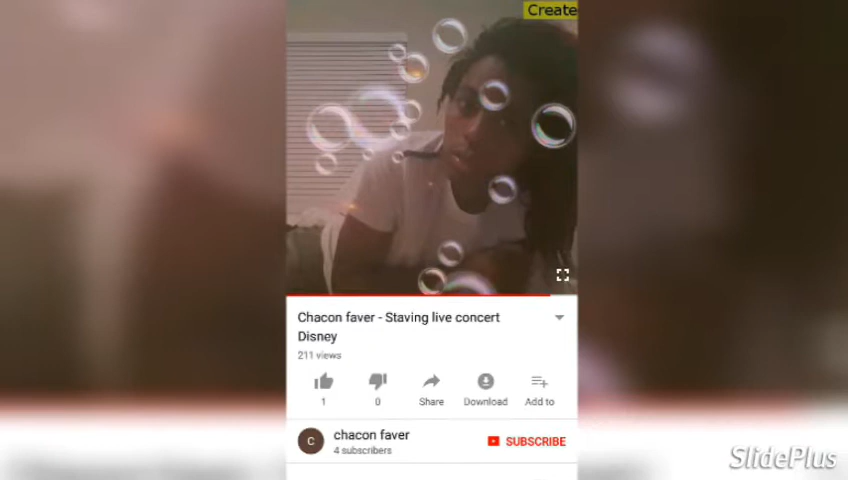 Create
Chacon faver - Staving live concert
Disney
211 views
1
0
Share
Download
Add to
C
chacon faver
4 subscribers
SUBSCRIBE
SlidePlus